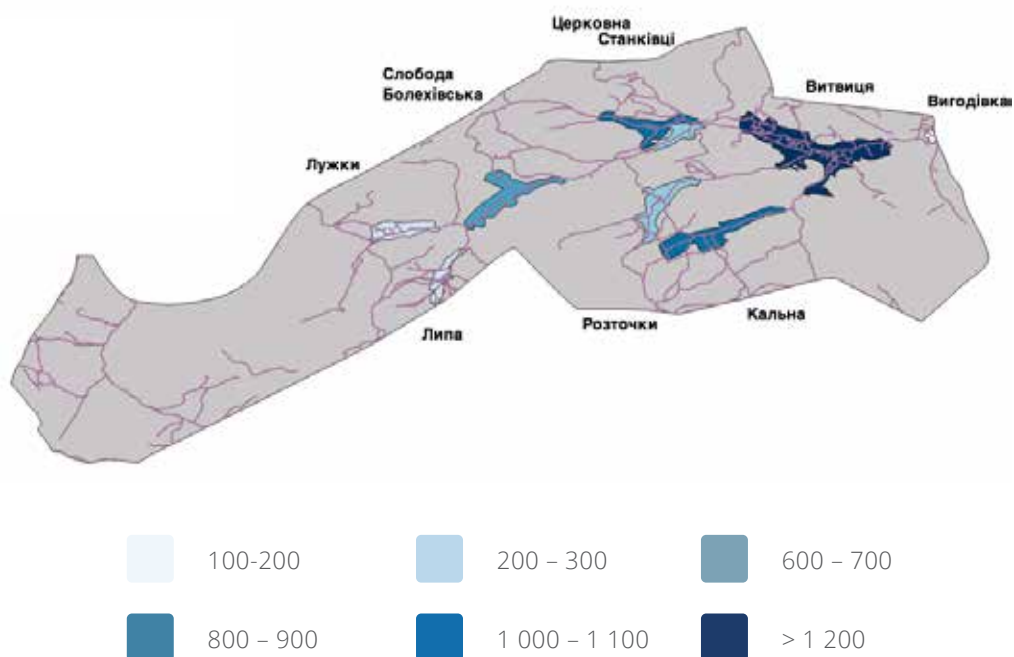 Церковна
Станківці
Слобода
Болехівська
Витвиця
Вигодівка
Лужки
Липа
Розточки
Кальна
100-200
200 – 300
600 – 700
800 – 900
1 000 – 1 100
> 1 200